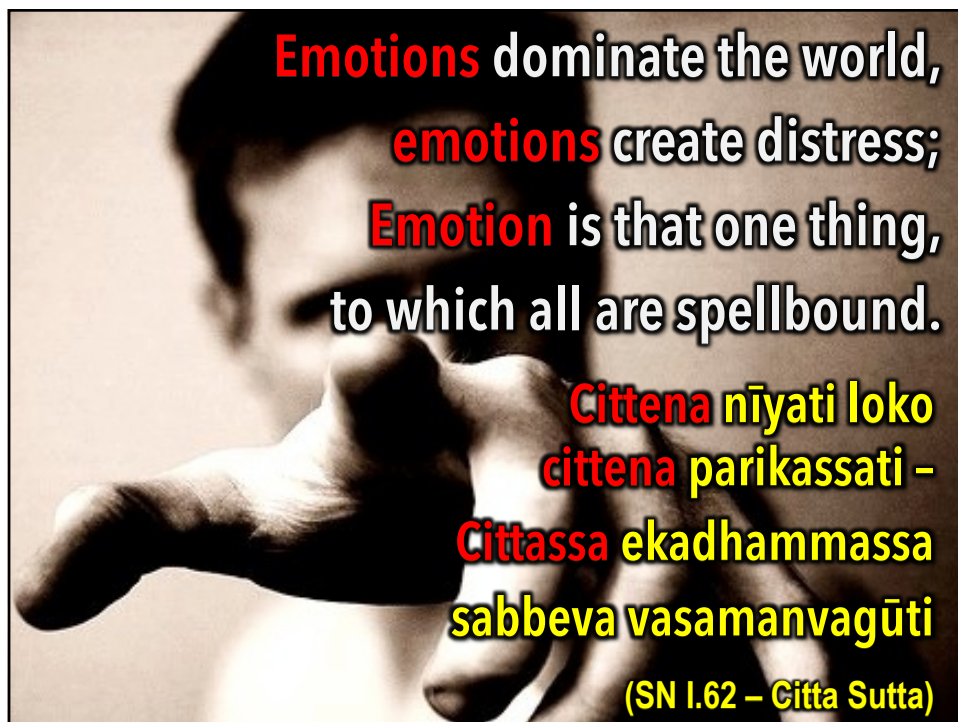 Emotions dominate the world,
emotions create distress;
Emotion is that one thing,
to which all are spellbound.
Cittena nīyati loko
cittena parikassati –
Cittassa ekadhammassa
sabbeva vasamanvagūti
(SN I.62 – Citta Sutta)